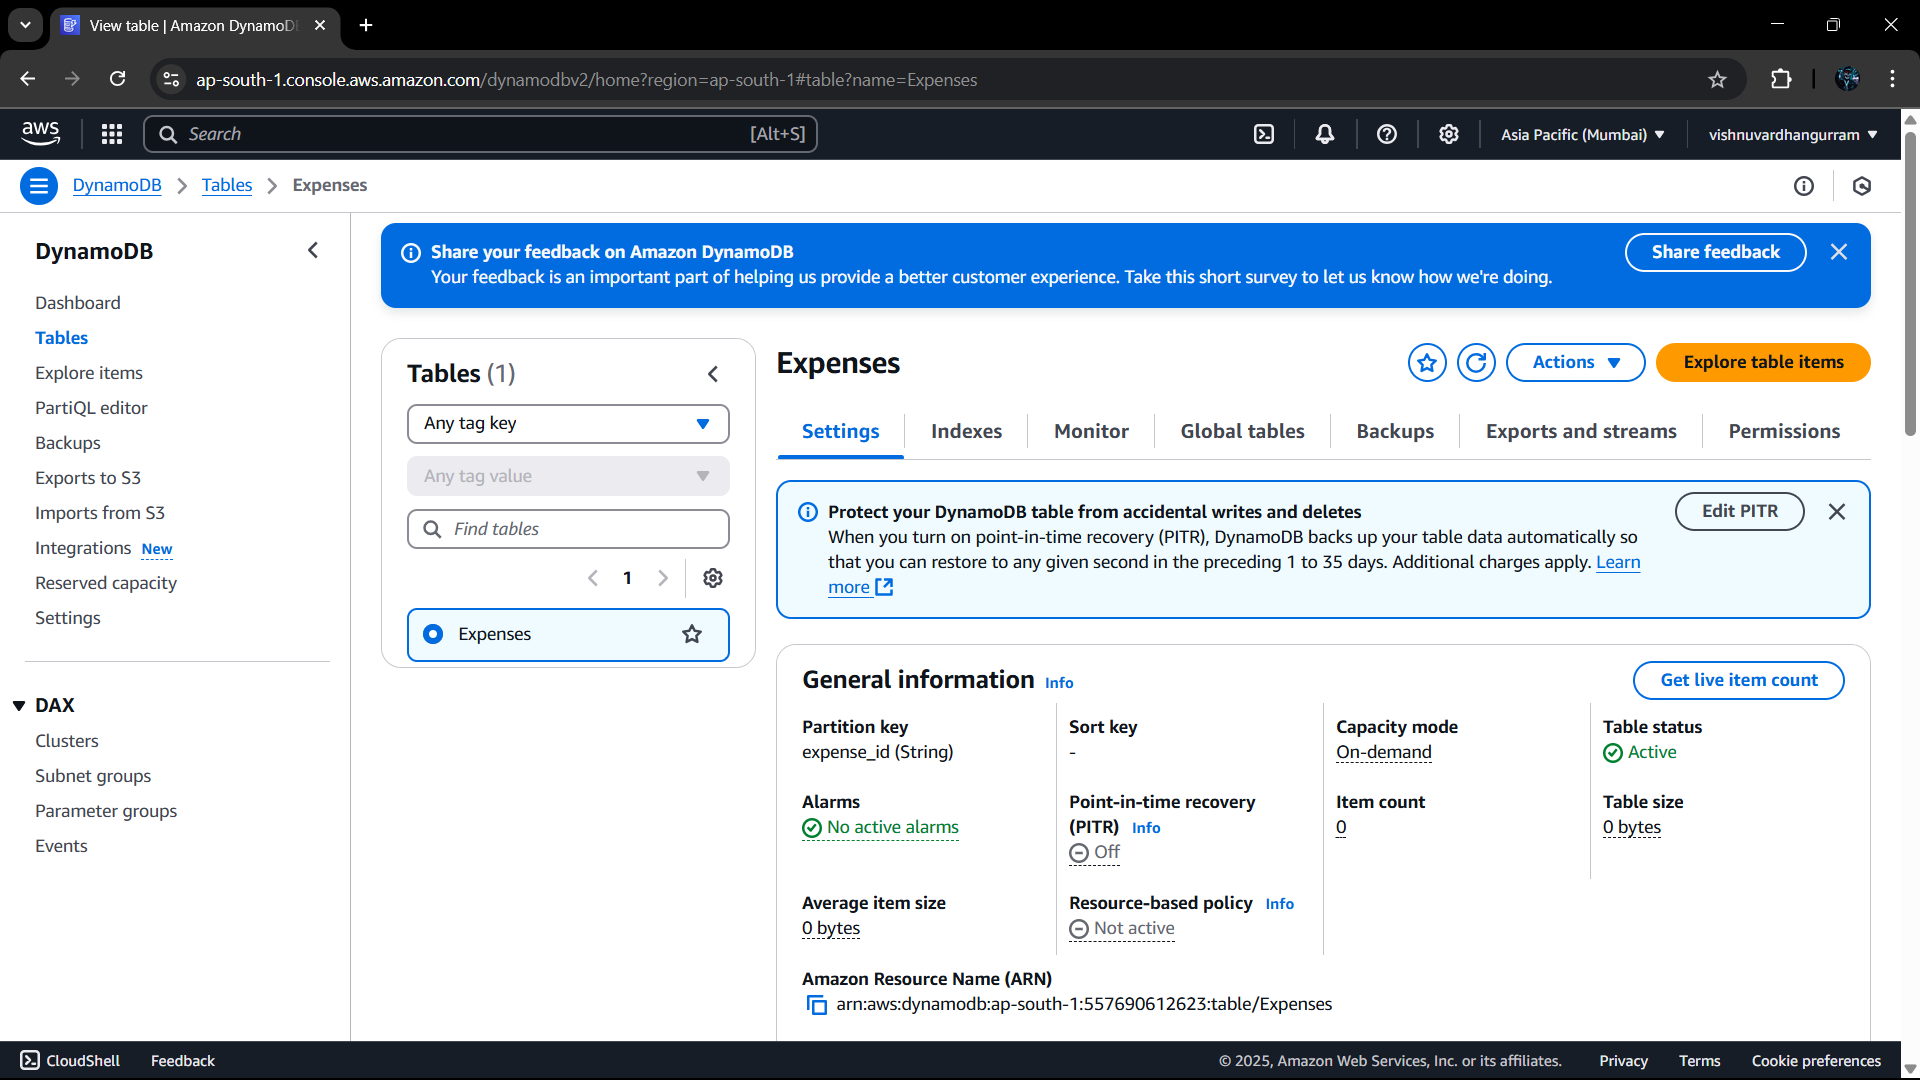 View table | Amazon DynamoD
ap-south-1.console.aws.amazon.com/dynamodbv2/home?region=ap-south-1#table?name=Expenses
aws
Search
[Alt+S]
Asia Pacific (Mumbai)
vishnuvardhangurram
DynamoDB
Tables
Expenses
DynamoDB
Dashboard
Tables
Explore items
PartiQL editor
Backups
Exports to S3
Imports from S3
Integrations New
Reserved capacity
Settings
DAX
Clusters
Subnet groups
Parameter groups
Events
Share your feedback on Amazon DynamoDB
Your feedback is an important part of helping us provide a better customer experience. Take this short survey to let us know how we're doing.
Share feedback
Tables (1)
Any tag key
Any tag value
Find tables
1
Expenses
Expenses
Actions
Explore table items
Settings
Indexes
Monitor
Global tables
Backups
Exports and streams
Permissions
Protect your DynamoDB table from accidental writes and deletes
When you turn on point-in-time recovery (PITR), DynamoDB backs up your table data automatically so
that you can restore to any given second in the preceding 1 to 35 days. Additional charges apply. Learn
more
Edit PITR
General information Info
Get live item count
Partition key
expense_id (String)
Sort key
-
Capacity mode
On-demand
Table status
Active
Alarms
No active alarms
Point-in-time recovery
(PITR) Info
Off
Item count
0
Table size
0 bytes
Average item size
0 bytes
Resource-based policy Info
Not active
Amazon Resource Name (ARN)
arn:aws:dynamodb:ap-south-1:557690612623:table/Expenses
CloudShell
Feedback
© 2025, Amazon Web Services, Inc. or its affiliates.
Privacy
Terms
Cookie preferences